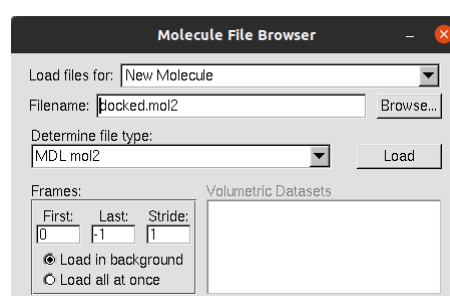 Molecule File Browser
Load files for: New Molecule
Filename: docked.mol2 Browse...
Determine file type:
MDL mol2 Load
Frames: Volumetric Datasets
First: Last: Stride:
0 -1 1
Load in background
Load all at once